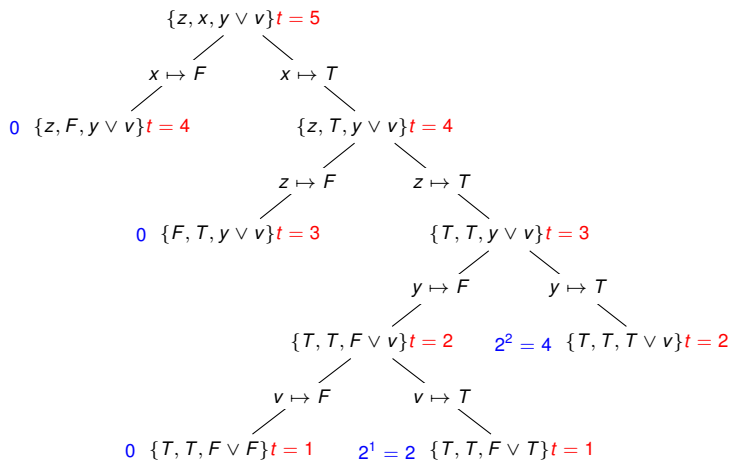 {z, x, y ∨ v}t = 5
x ↦ F x ↦ T
0 {z, F, y ∨ v}t = 4 {z, T, y ∨ v}t = 4
z ↦ F z ↦ T
0 {F, T, y ∨ v}t = 3 {T, T, y ∨ v}t = 3
y ↦ F y ↦ T
{T, T, F ∨ v}t = 2 2² = 4 {T, T, T ∨ v}t = 2
v ↦ F v ↦ T
0 {T, T, F ∨ F}t = 1 2¹ = 2 {T, T, F ∨ T}t = 1